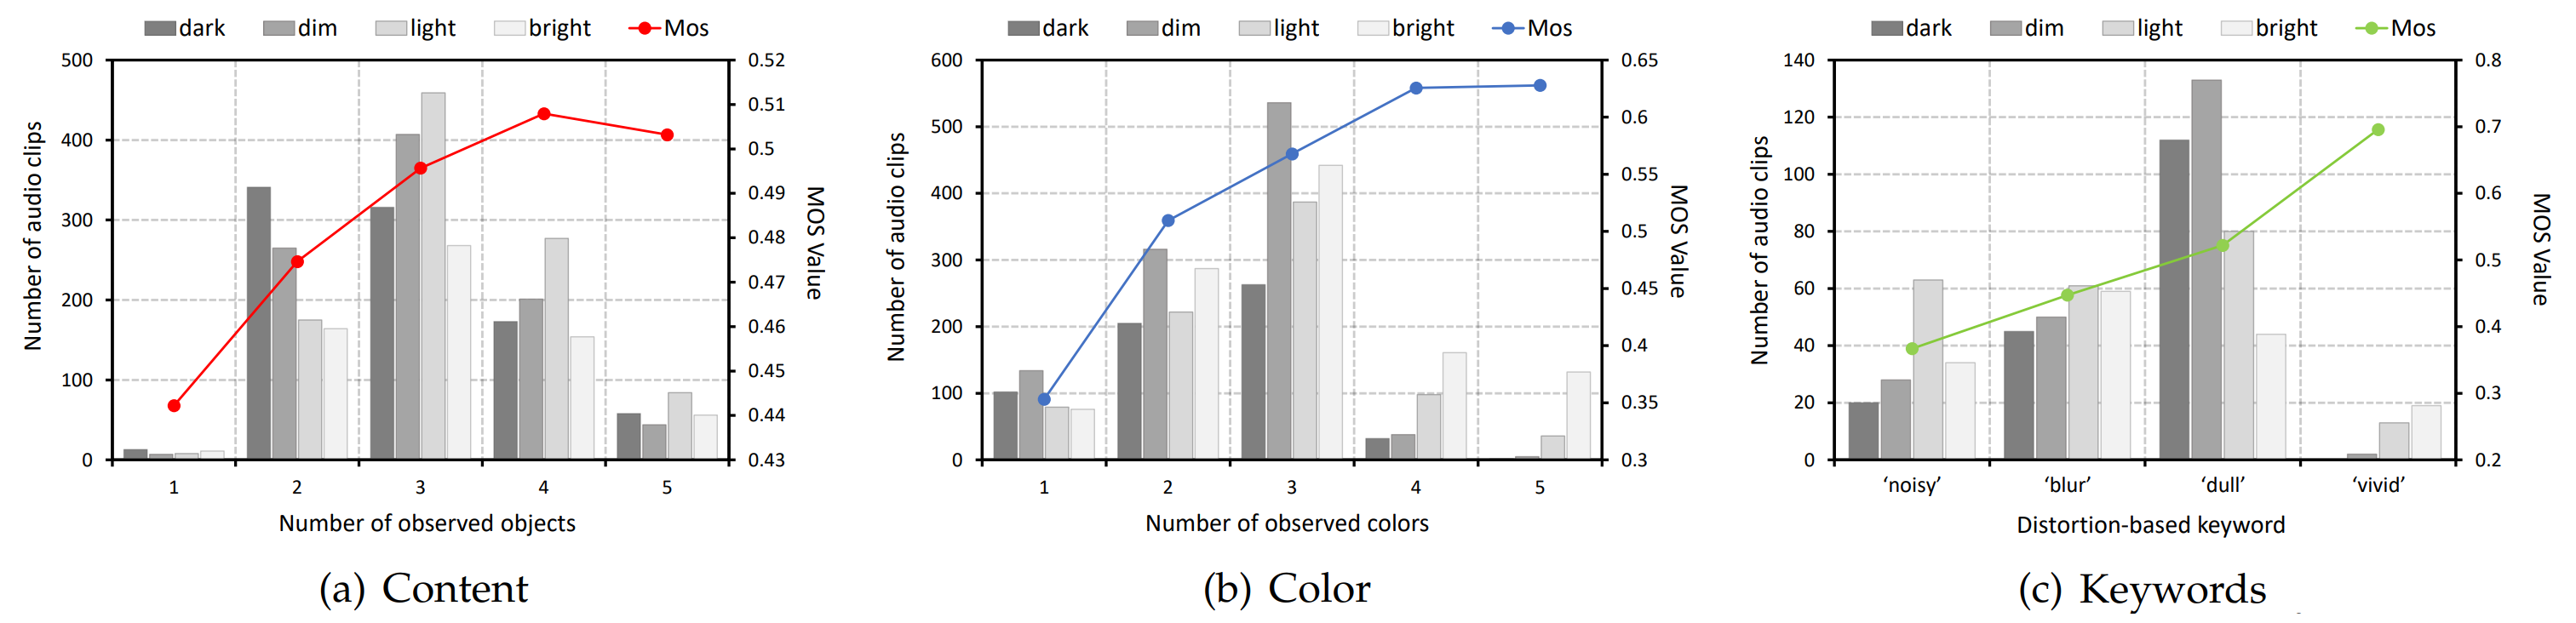 dark dim light bright Mos
500 400 300 200 100 0
Number of audio clips
0.52 0.51 0.5 0.49 0.48 0.47 0.46 0.45 0.44 0.43
MOS Value
1 2 3 4 5
Number of observed objects
(a) Content
dark dim light bright Mos
600 500 400 300 200 100 0
Number of audio clips
0.65 0.6 0.55 0.5 0.45 0.4 0.35 0.3
MOS Value
1 2 3 4 5
Number of observed colors
(b) Color
dark dim light bright Mos
140 120 100 80 60 40 20 0
Number of audio clips
0.8 0.7 0.6 0.5 0.4 0.3 0.2
MOS Value
‘noisy’ ‘blur’ ‘dull’ ‘vivid’
Distortion-based keyword
(c) Keywords